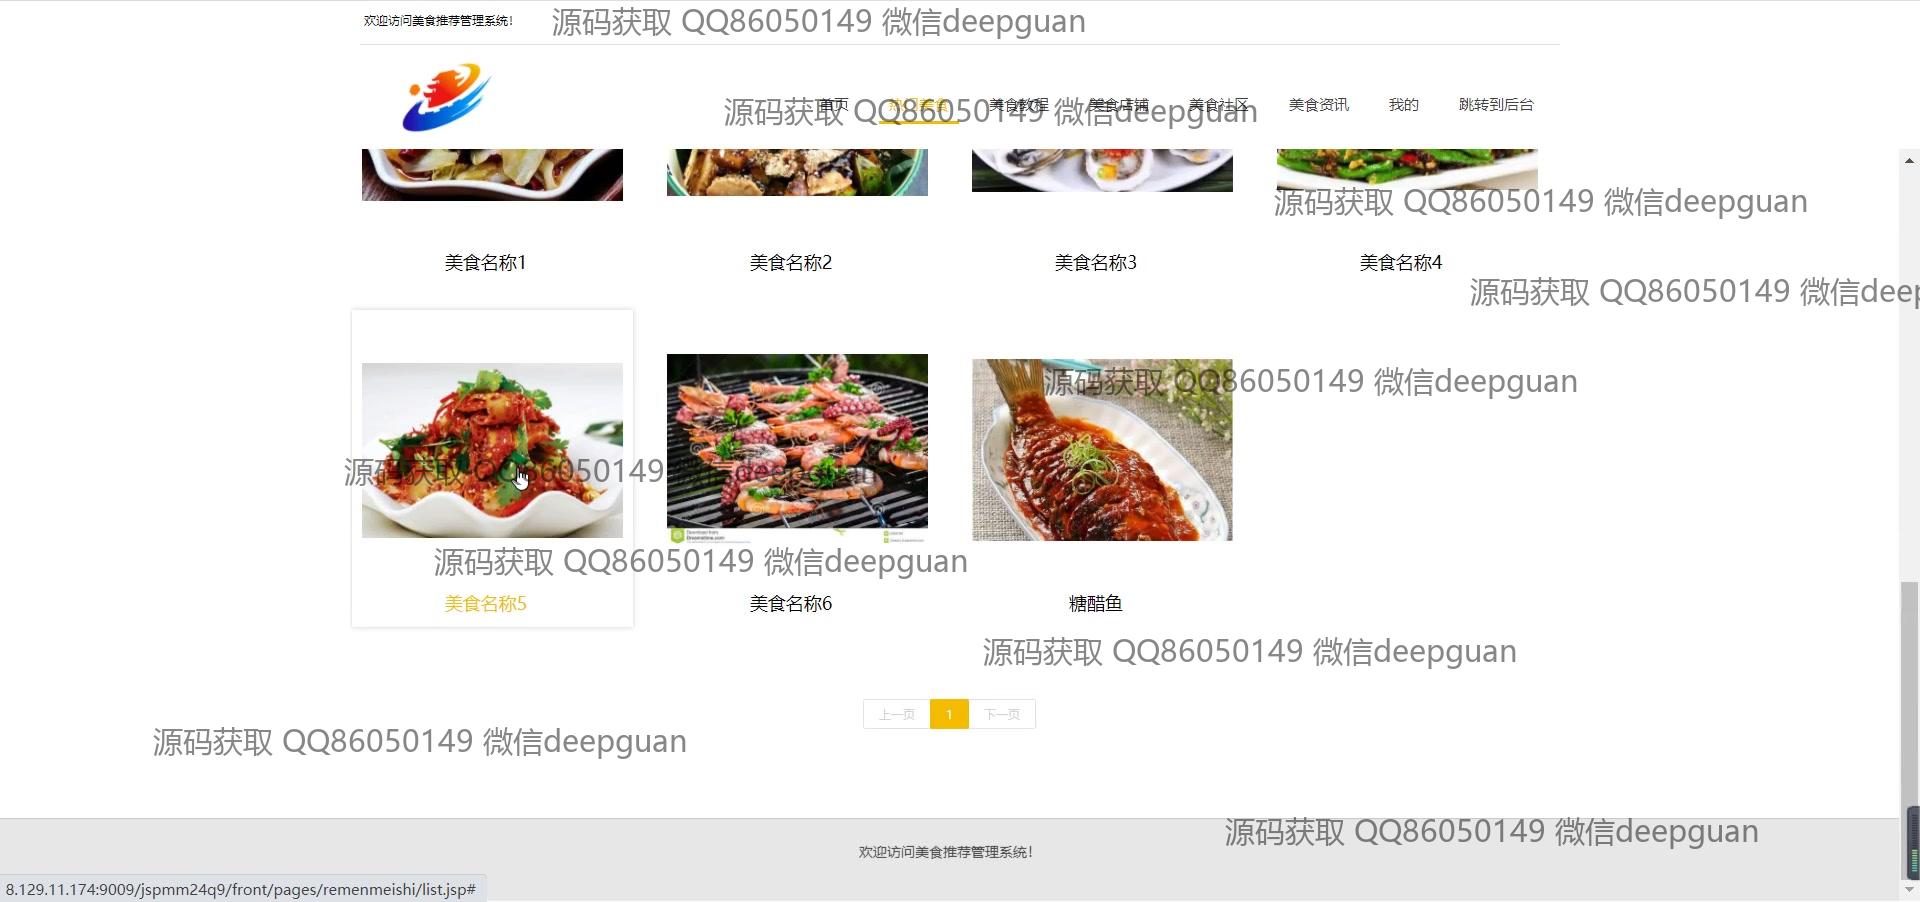 欢迎访问美食推荐管理系统!
源码获取 QQ86050149 微信deepguan
首页 热门美食 美食教程 美食店铺 美食社区 美食资讯 我的 跳转到后台
源码获取 QQ86050149 微信deepguan
源码获取 QQ86050149 微信deepguan
美食名称1 美食名称2 美食名称3 美食名称4
源码获取 QQ86050149 微信deep
源码获取 QQ86050149 微信deepguan
源码获取 QQ86050149 微信deepguan
源码获取 QQ86050149 微信deepguan
美食名称5 美食名称6 糖醋鱼
源码获取 QQ86050149 微信deepguan
上一页 1 下一页
源码获取 QQ86050149 微信deepguan
源码获取 QQ86050149 微信deepguan
欢迎访问美食推荐管理系统!
8.129.11.174:9009/jspmm24q9/front/pages/remenmeishi/list.jsp#